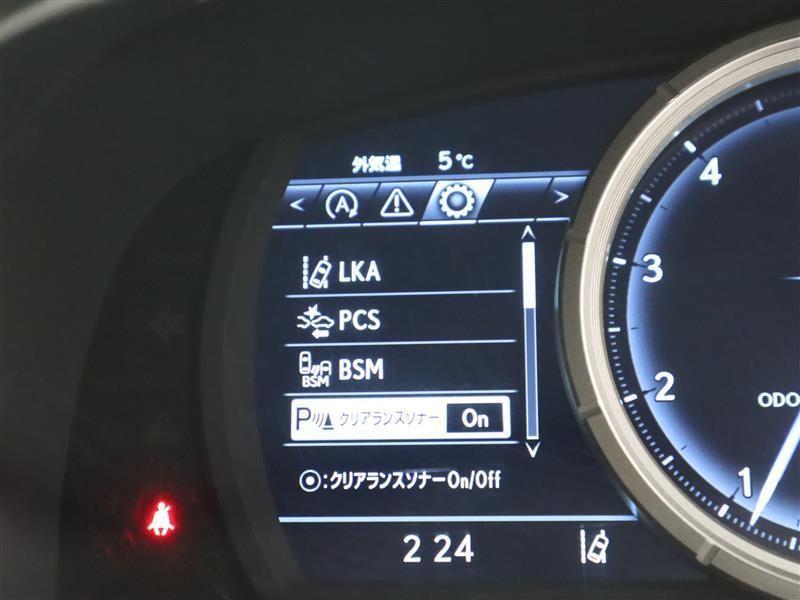 外気温 5℃
A
LKA
PCS
BSM
BSM
P クリアランスソナー On
:クリアランスソナーOn/Off
2 24
4
3
2
1
ODO